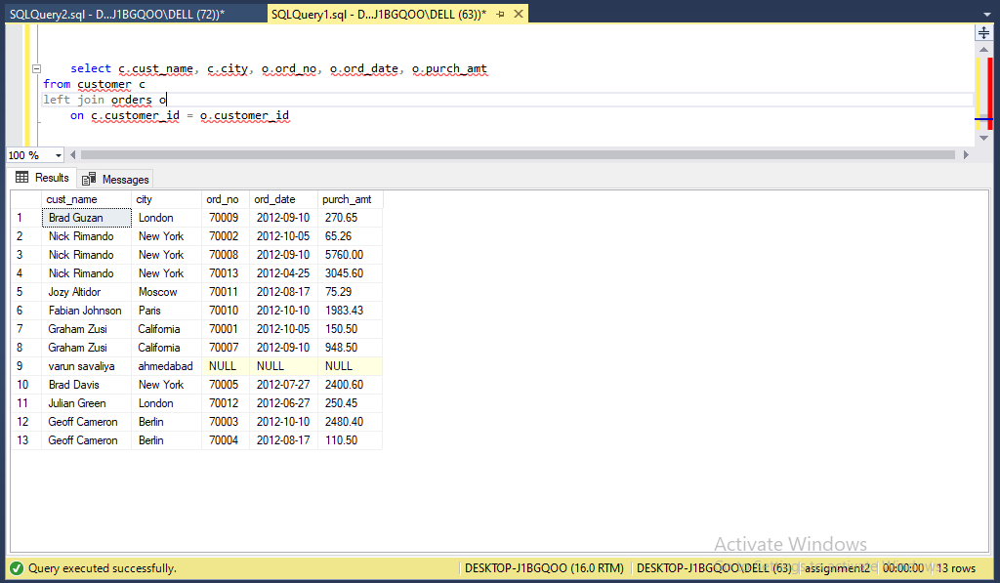 SQLQuery2.sql - D...J1BGQOO\DELL (72))* SQLQuery1.sql - D...J1BGQOO\DELL (63))*
select c.cust_name, c.city, o.ord_no, o.ord_date, o.purch_amt
from customer c
left join orders o
on c.customer_id = o.customer_id
100 %
Results Messages
cust_name city ord_no ord_date purch_amt
1 Brad Guzan London 70009 2012-09-10 270.65
2 Nick Rimando New York 70002 2012-10-05 65.26
3 Nick Rimando New York 70008 2012-09-10 5760.00
4 Nick Rimando New York 70013 2012-04-25 3045.60
5 Jozy Altidor Moscow 70011 2012-08-17 75.29
6 Fabian Johnson Paris 70010 2012-10-10 1983.43
7 Graham Zusi California 70001 2012-10-05 150.50
8 Graham Zusi California 70007 2012-09-10 948.50
9 varun savaliya ahmedabad NULL NULL NULL
10 Brad Davis New York 70005 2012-07-27 2400.60
11 Julian Green London 70012 2012-06-27 250.45
12 Geoff Cameron Berlin 70003 2012-10-10 2480.40
13 Geoff Cameron Berlin 70004 2012-08-17 110.50
Activate Windows
Query executed successfully. DESKTOP-J1BGQOO (16.0 RTM) DESKTOP-J1BGQOO\DELL (63) assignment2 00:00:00 13 rows